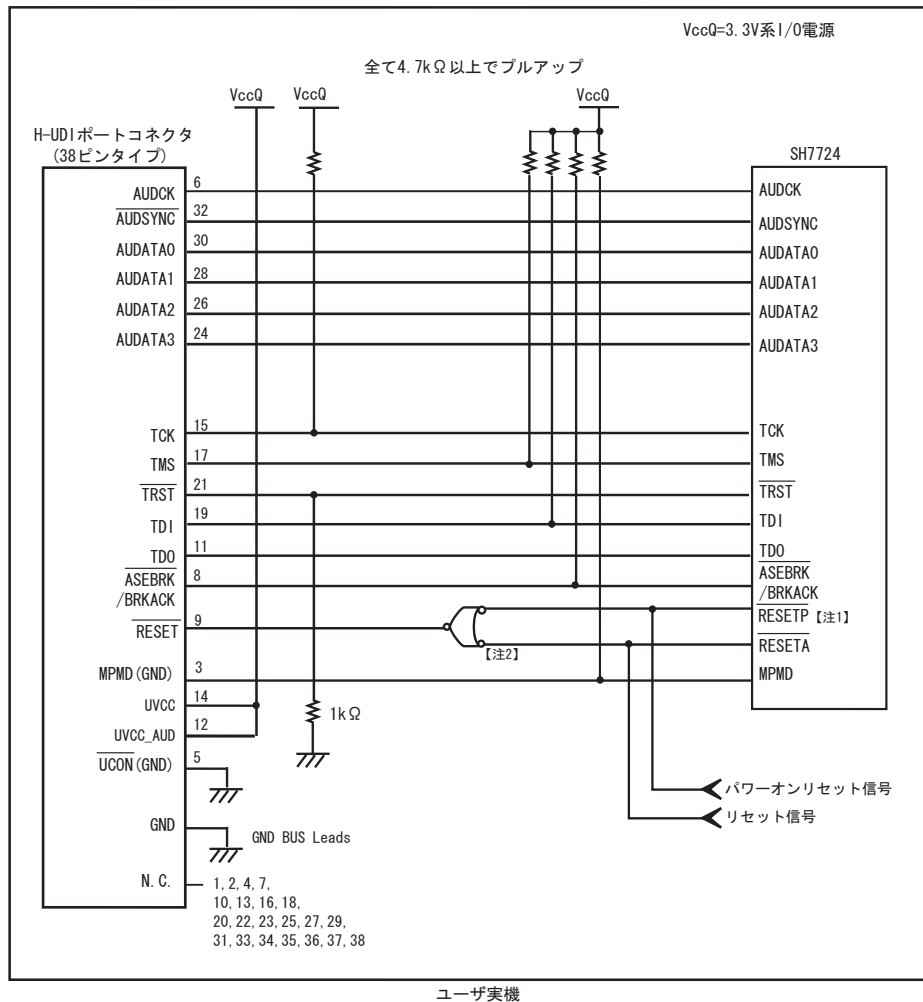 VccQ=3.3V系I/O電源
全て4.7kΩ以上でプルアップ
VccQ
VccQ
VccQ
H-UDIポートコネクタ
(38ピンタイプ)
SH7724
AUDCK
6
AUDCK
AUDSYNC
32
AUDSYNC
AUDATA0
30
AUDATA0
AUDATA1
28
AUDATA1
AUDATA2
26
AUDATA2
AUDATA3
24
AUDATA3
TCK
15
TCK
TMS
17
TMS
TRST
21
TRST
TDI
19
TDI
TDO
11
TDO
ASEBRK
/BRKACK
8
ASEBRK
/BRKACK
RESET
9
【注2】
RESETP【注1】
RESETA
MPMD(GND)
3
MPMD
UVCC
14
1kΩ
UVCC_AUD
12
UCON(GND)
5
パワーオンリセット信号
リセット信号
GND
GND BUS Leads
N.C.
1,2,4,7,
10,13,16,18,
20,22,23,25,27,29,
31,33,34,35,36,37,38
ユーザ実機